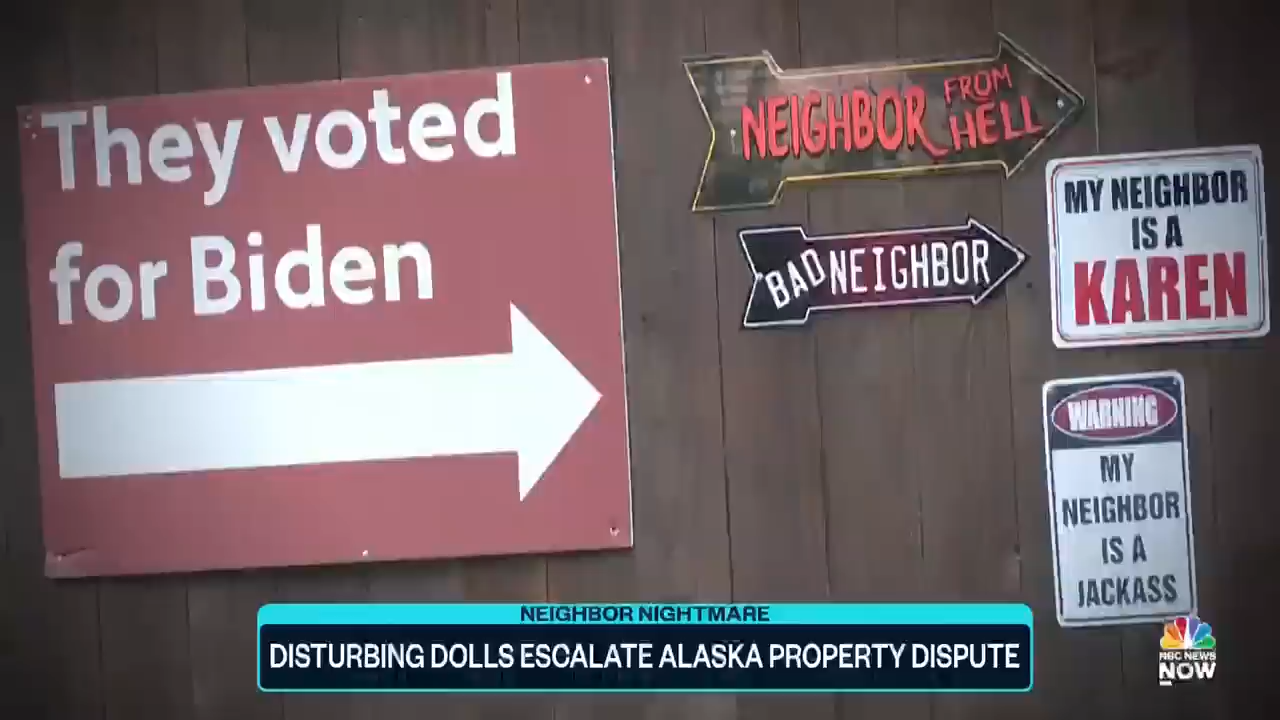 They voted
for Biden
NEIGHBOR FROM
HELL
BAD NEIGHBOR
MY NEIGHBOR
IS A
KAREN
WARNING
MY
NEIGHBOR
IS A
JACKASS
NEIGHBOR NIGHTMARE
DISTURBING DOLLS ESCALATE ALASKA PROPERTY DISPUTE
NBC NEWS
NOW